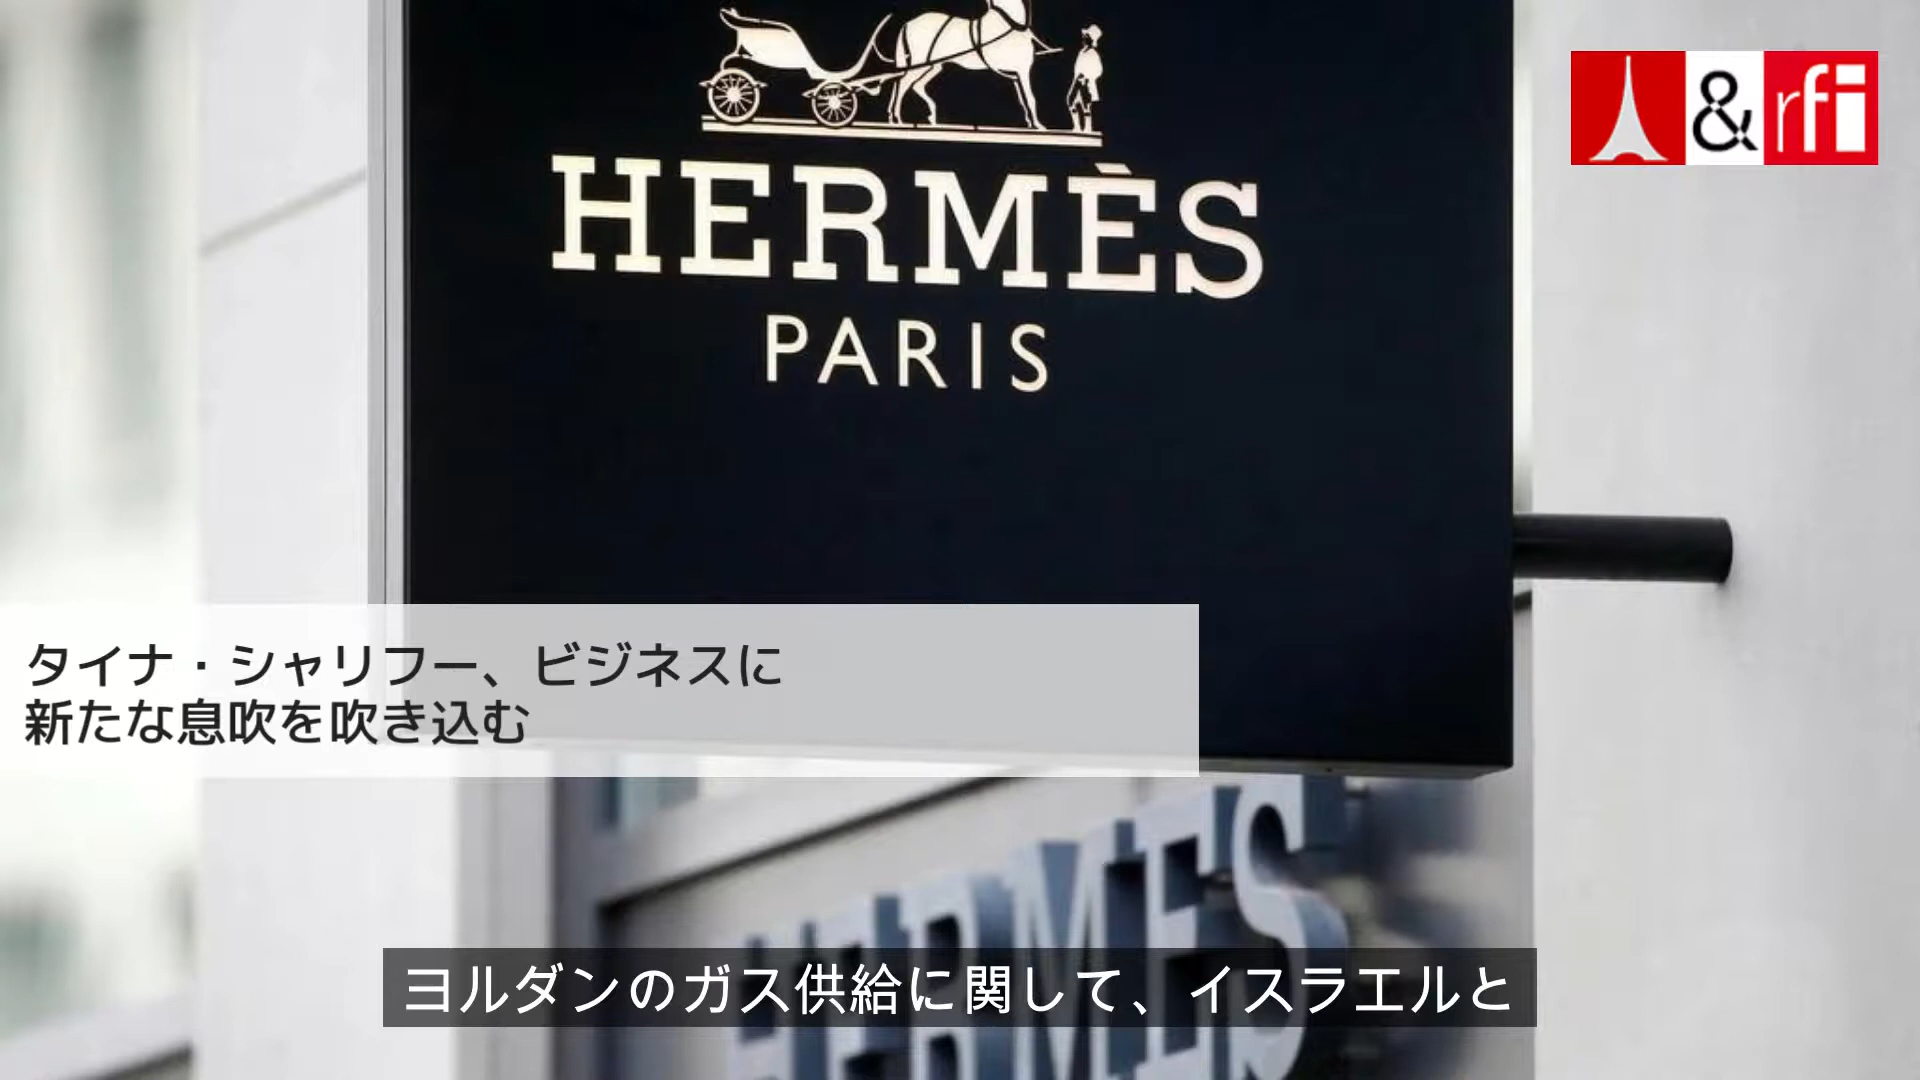 HERMÈS
PARIS
&rfi
タイナ・シャリフー、ビジネスに
新たな息吹を吹き込む
HERMES
ヨルダンのガス供給に関して、イスラエルと